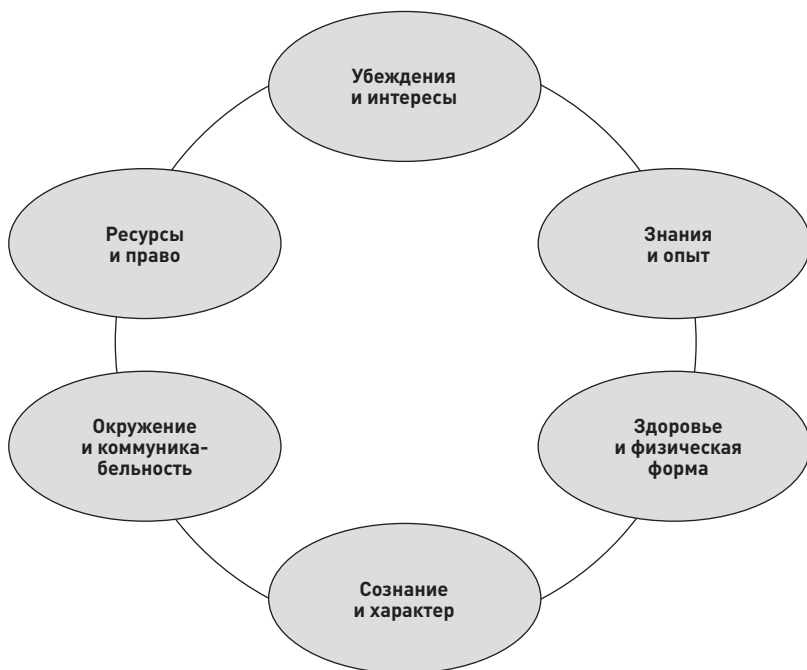 Убеждения
и интересы
Ресурсы
и право
Знания
и опыт
Окружение
и коммуника-
бельность
Здоровье
и физическая
форма
Сознание
и характер